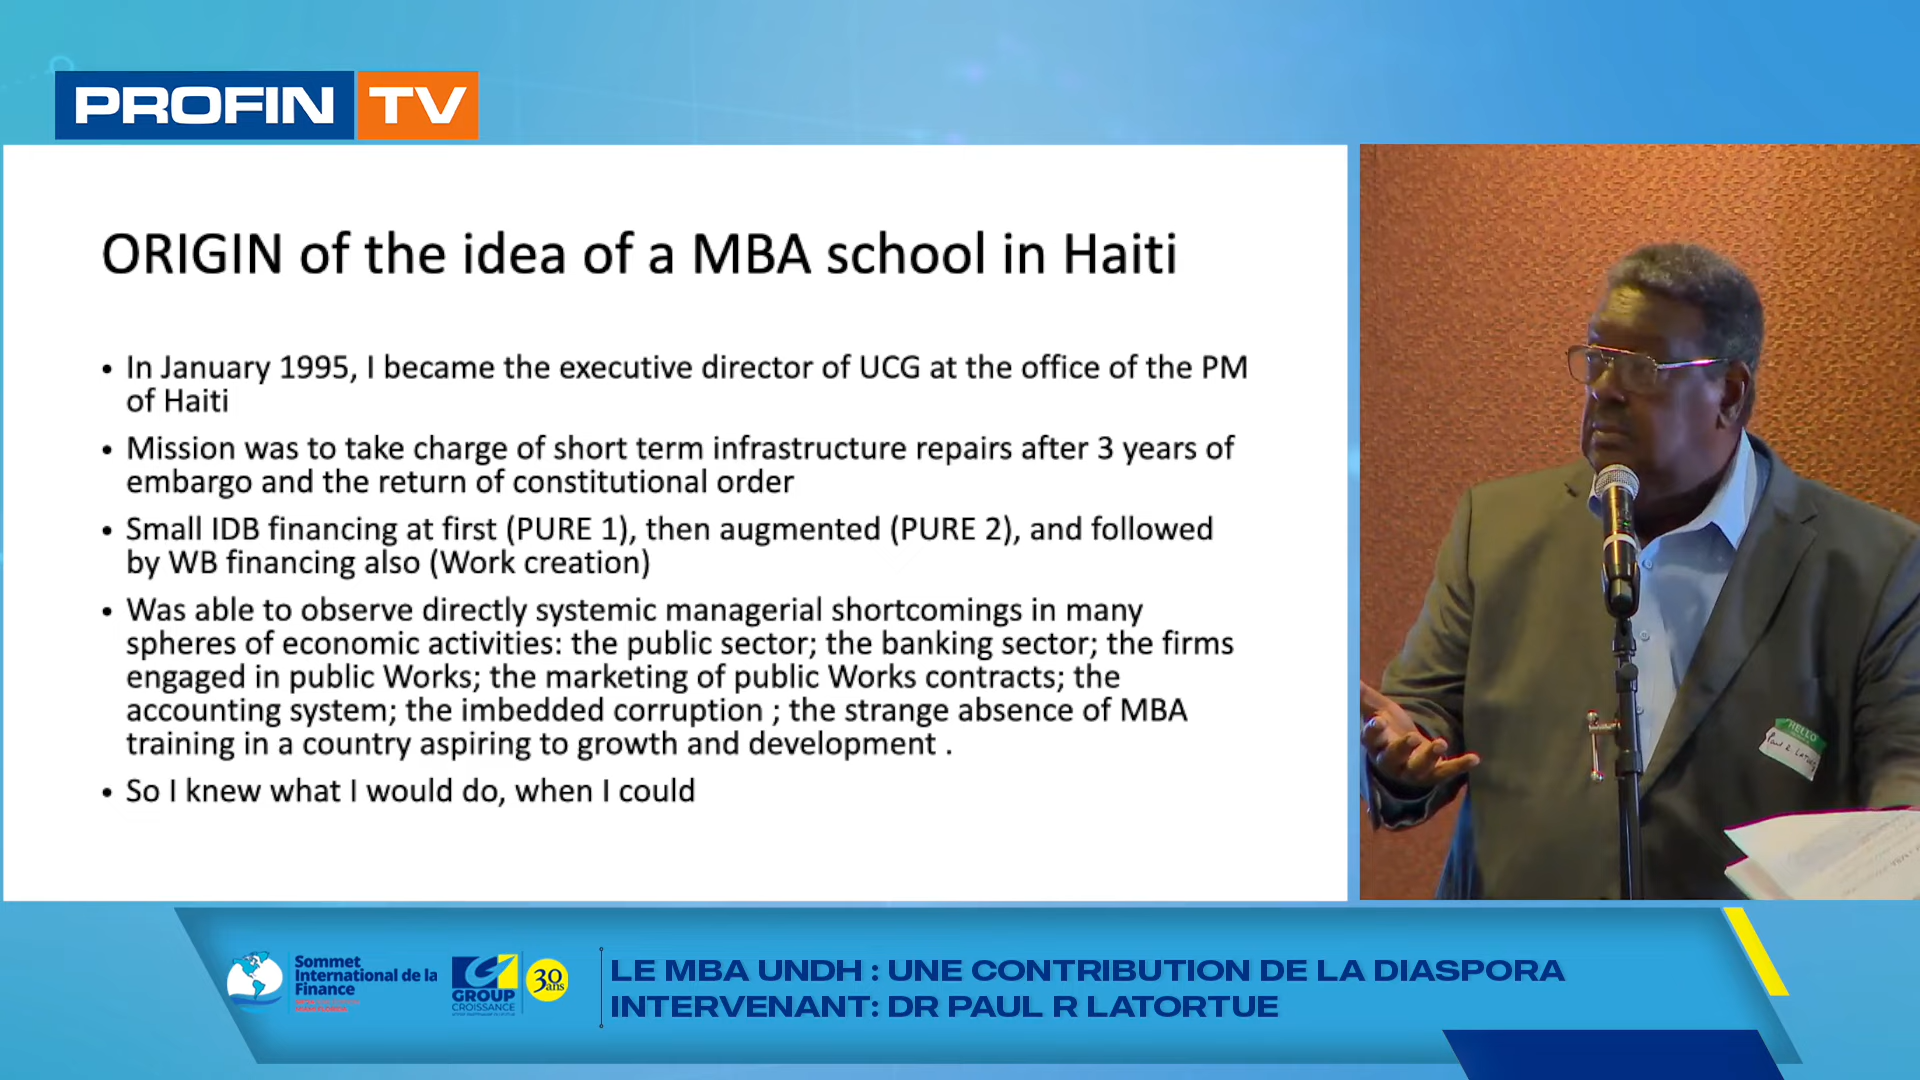 PROFIN TV
ORIGIN of the idea of a MBA school in Haiti
• In January 1995, I became the executive director of UCG at the office of the PM
of Haiti
• Mission was to take charge of short term infrastructure repairs after 3 years of
embargo and the return of constitutional order
• Small IDB financing at first (PURE 1), then augmented (PURE 2), and followed
by WB financing also (Work creation)
• Was able to observe directly systemic managerial shortcomings in many
spheres of economic activities: the public sector; the banking sector; the firms
engaged in public Works; the marketing of public Works contracts; the
accounting system; the imbedded corruption ; the strange absence of MBA
training in a country aspiring to growth and development .
• So I knew what I would do, when I could
HELLO
Paul R Latortue
Sommet
International de la
Finance
GROUP
CROISSANCE
30
ans
LE MBA UNDH : UNE CONTRIBUTION DE LA DIASPORA
INTERVENANT: DR PAUL R LATORTUE